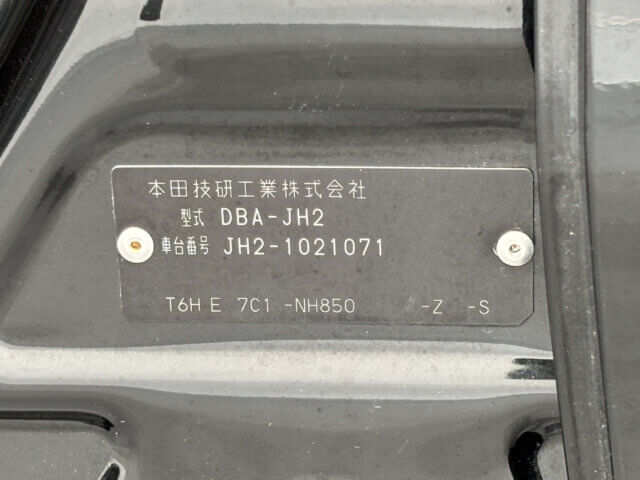 本田技研工業株式会社
型式 DBA-JH2
車台番号 JH2-1021071
T6H E 7C1 -NH850 -Z -S